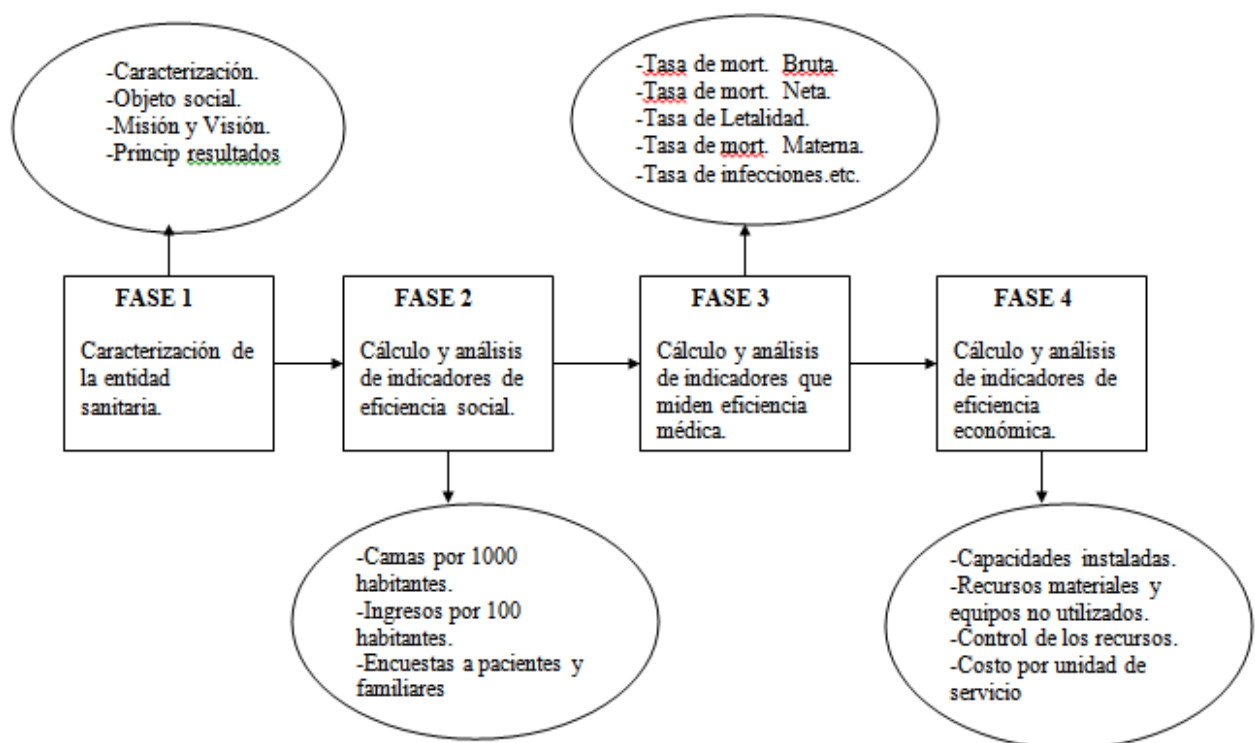 -Caracterización.
-Objeto social.
-Misión y Visión.
-Princip resultados
-Tasa de mort. Bruta.
-Tasa de mort. Neta.
-Tasa de Letalidad.
-Tasa de mort. Materna.
-Tasa de infecciones.etc.
FASE 1
Caracterización de
la entidad
sanitaria.
FASE 2
Cálculo y análisis
de indicadores de
eficiencia social.
FASE 3
Cálculo y análisis
de indicadores que
miden eficiencia
médica.
FASE 4
Cálculo y análisis
de indicadores de
eficiencia
económica.
-Camas por 1000
habitantes.
-Ingresos por 100
habitantes.
-Encuestas a pacientes y
familiares
-Capacidades instaladas.
-Recursos materiales y
equipos no utilizados.
-Control de los recursos.
-Costo por unidad de
servicio